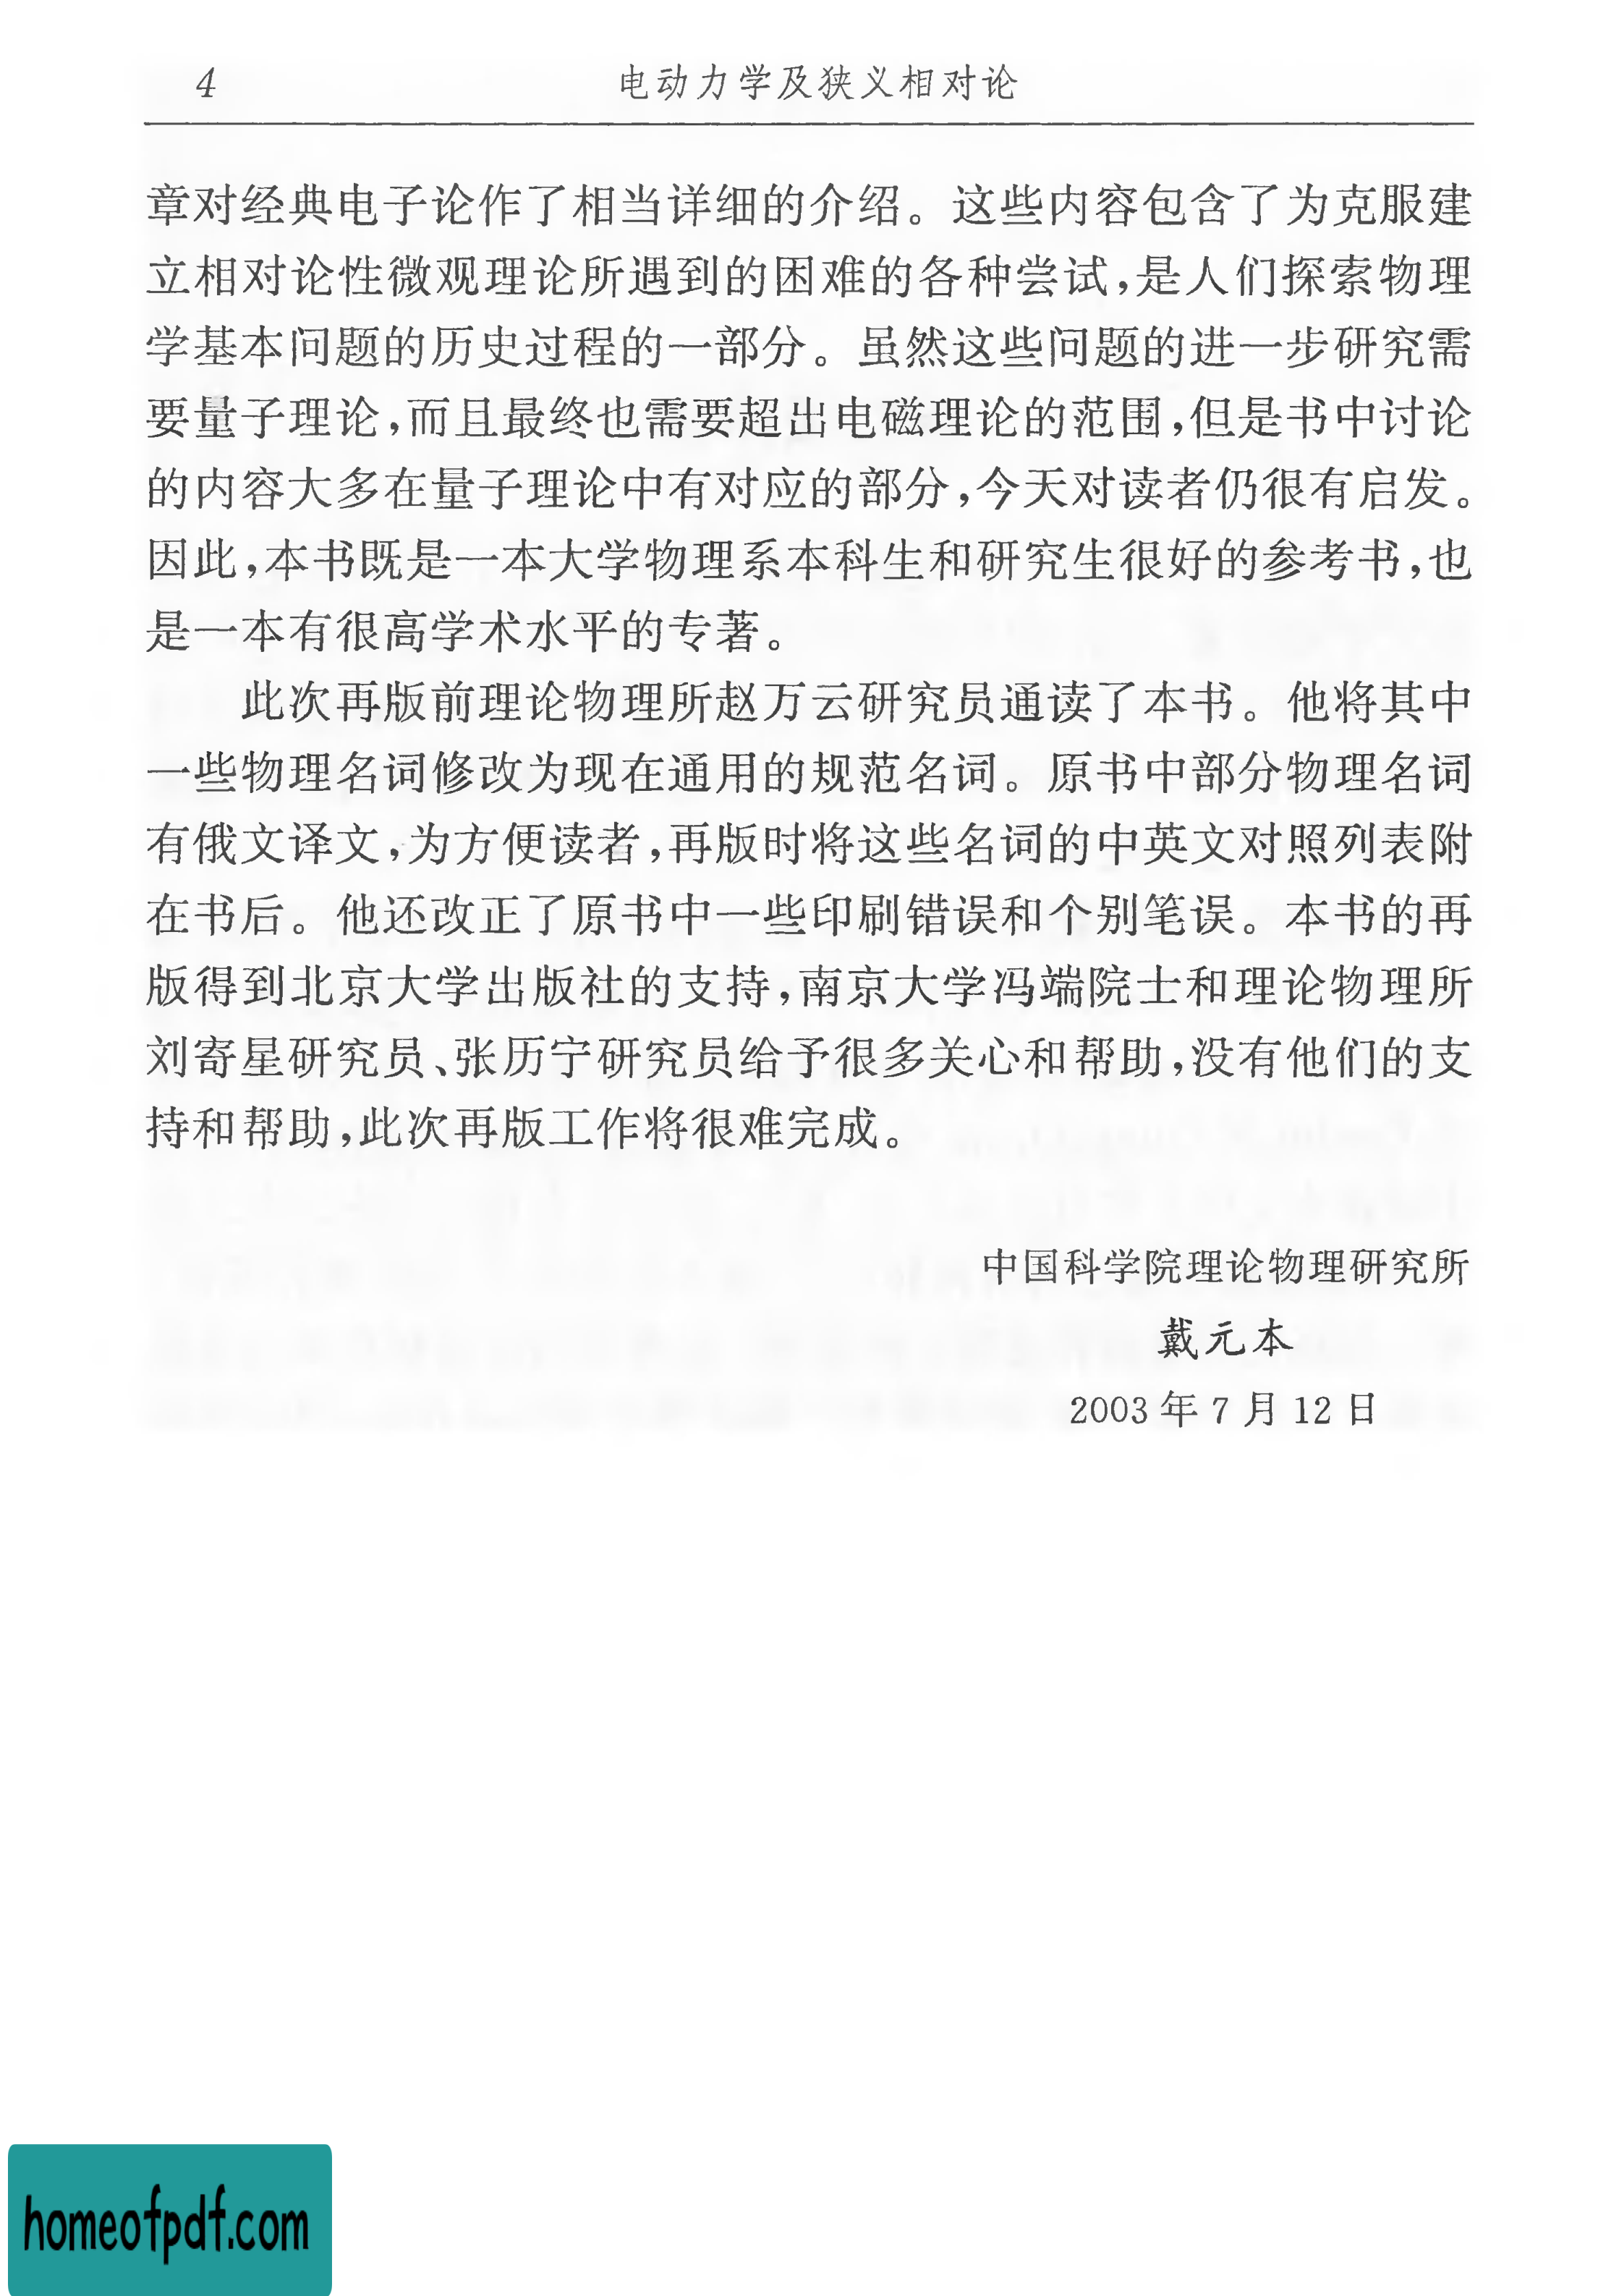 4
电动力学及狭义相对论
章对经典电子论作了相当详细的介绍。这些内容包含了为克服建
立相对论性微观理论所遇到的困难的各种尝试,是人们探索物理
学基本问题的历史过程的一部分。虽然这些问题的进一步研究需
要量子理论,而且最终也需要超出电磁理论的范围,但是书中讨论
的内容大多在量子理论中有对应的部分,今天对读者仍很有启发。
因此,本书既是一本大学物理系本科生和研究生很好的参考书,也
是一本有很高学术水平的专著。
此次再版前理论物理所赵万云研究员通读了本书。他将其中
一些物理名词修改为现在通用的规范名词。原书中部分物理名词
有俄文译文,为方便读者,再版时将这些名词的中英文对照列表附
在书后。他还改正了原书中一些印刷错误和个别笔误。本书的再
版得到北京大学出版社的支持,南京大学冯端院士和理论物理所
刘寄星研究员、张历宁研究员给予很多关心和帮助,没有他们的支
持和帮助,此次再版工作将很难完成。
中国科学院理论物理研究所
戴元本
2003 年 7 月 12 日
homeofpdf.com